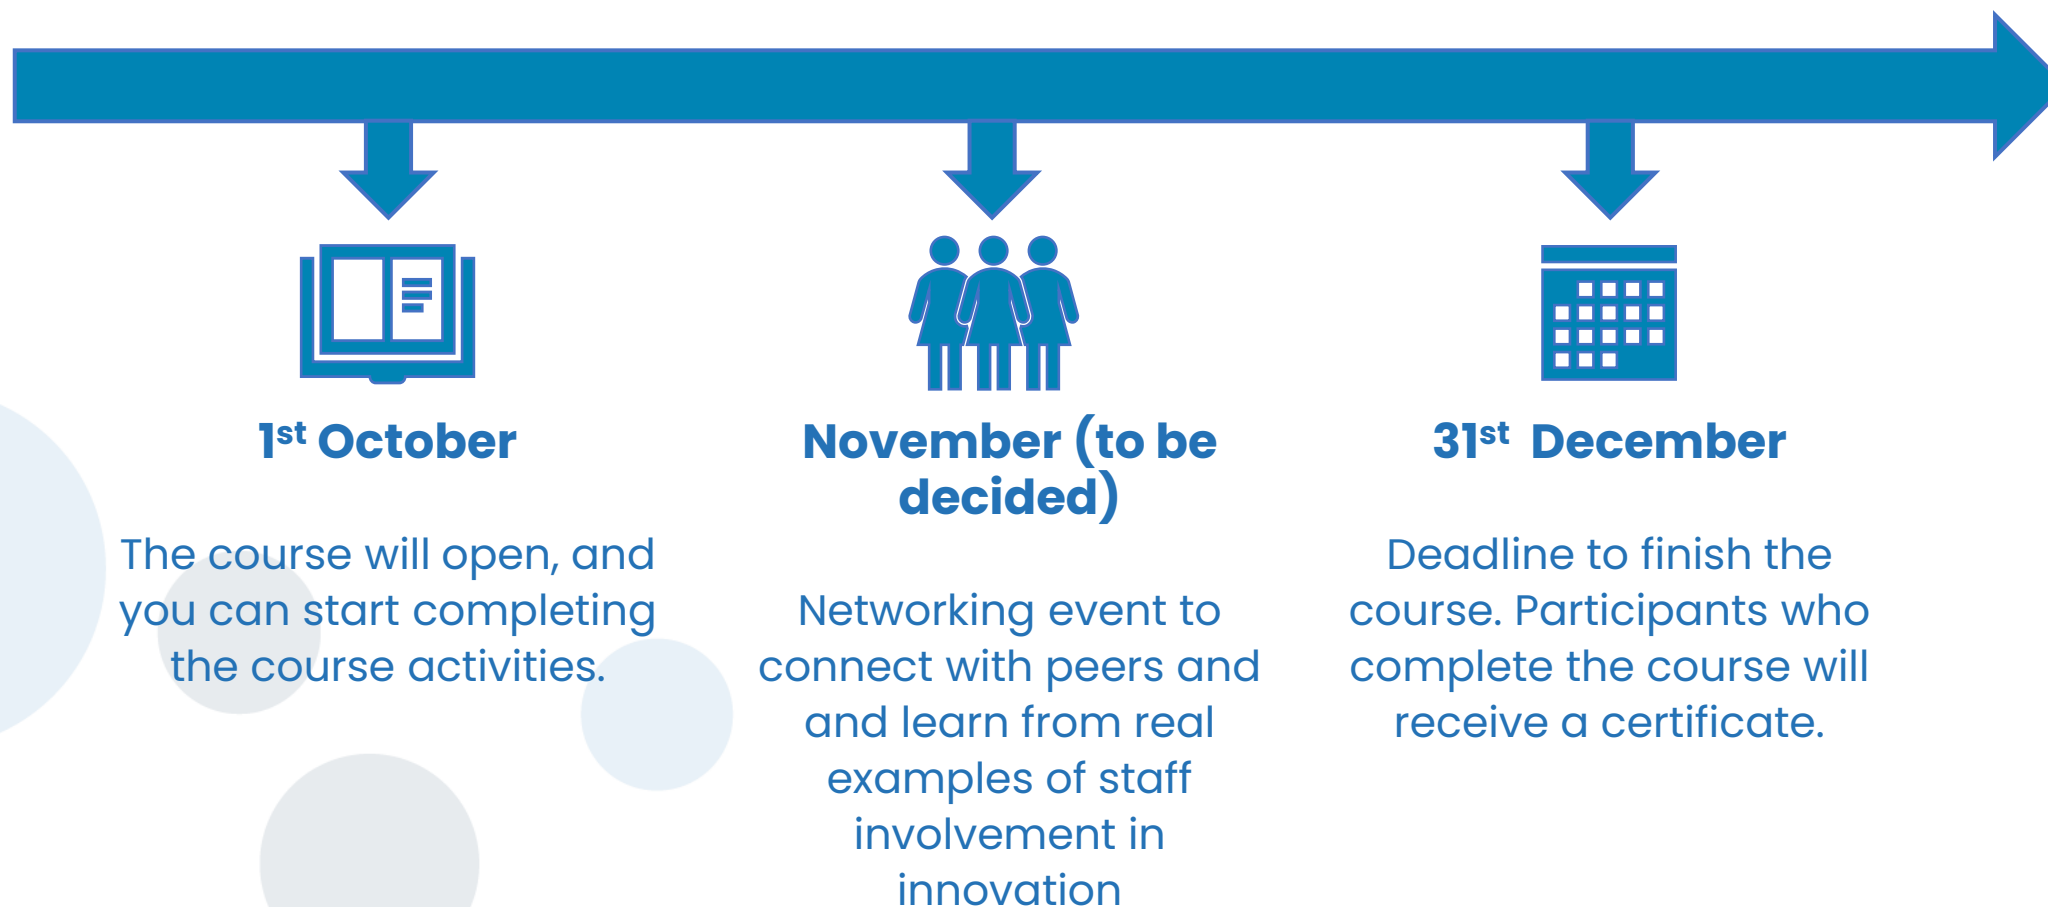 1st October
The course will open, and
you can start completing
the course activities.
November (to be
decided)
Networking event to
connect with peers and
and learn from real
examples of staff
involvement in
innovation
31st December
Deadline to finish the
course. Participants who
complete the course will
receive a certificate.